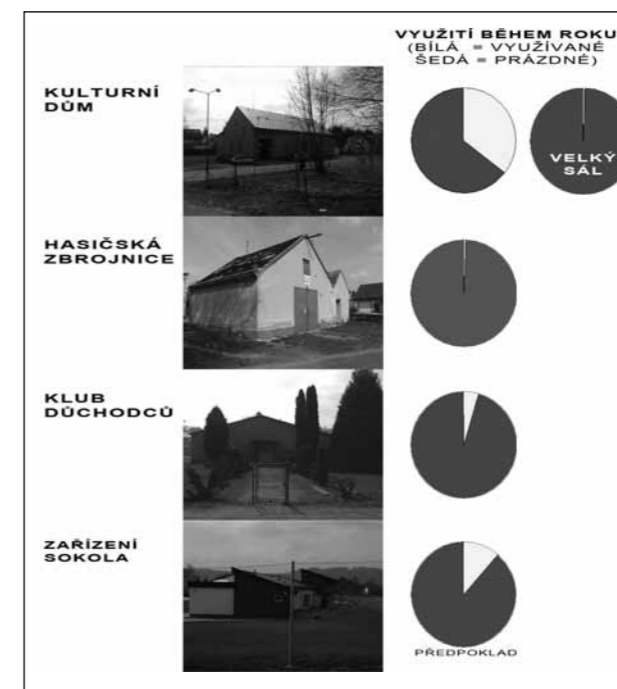 VYUŽITÍ BĚHEM ROKU
(BÍLÁ = VYUŽÍVANÉ
ŠEDÁ = PRÁZDNÉ)
KULTURNÍ
DŮM
VELKÝ
SÁL
HASIČSKÁ
ZBROJNICE
KLUB
DŮCHODCŮ
ZAŘÍZENÍ
SOKOLA
PŘEDPOKLAD